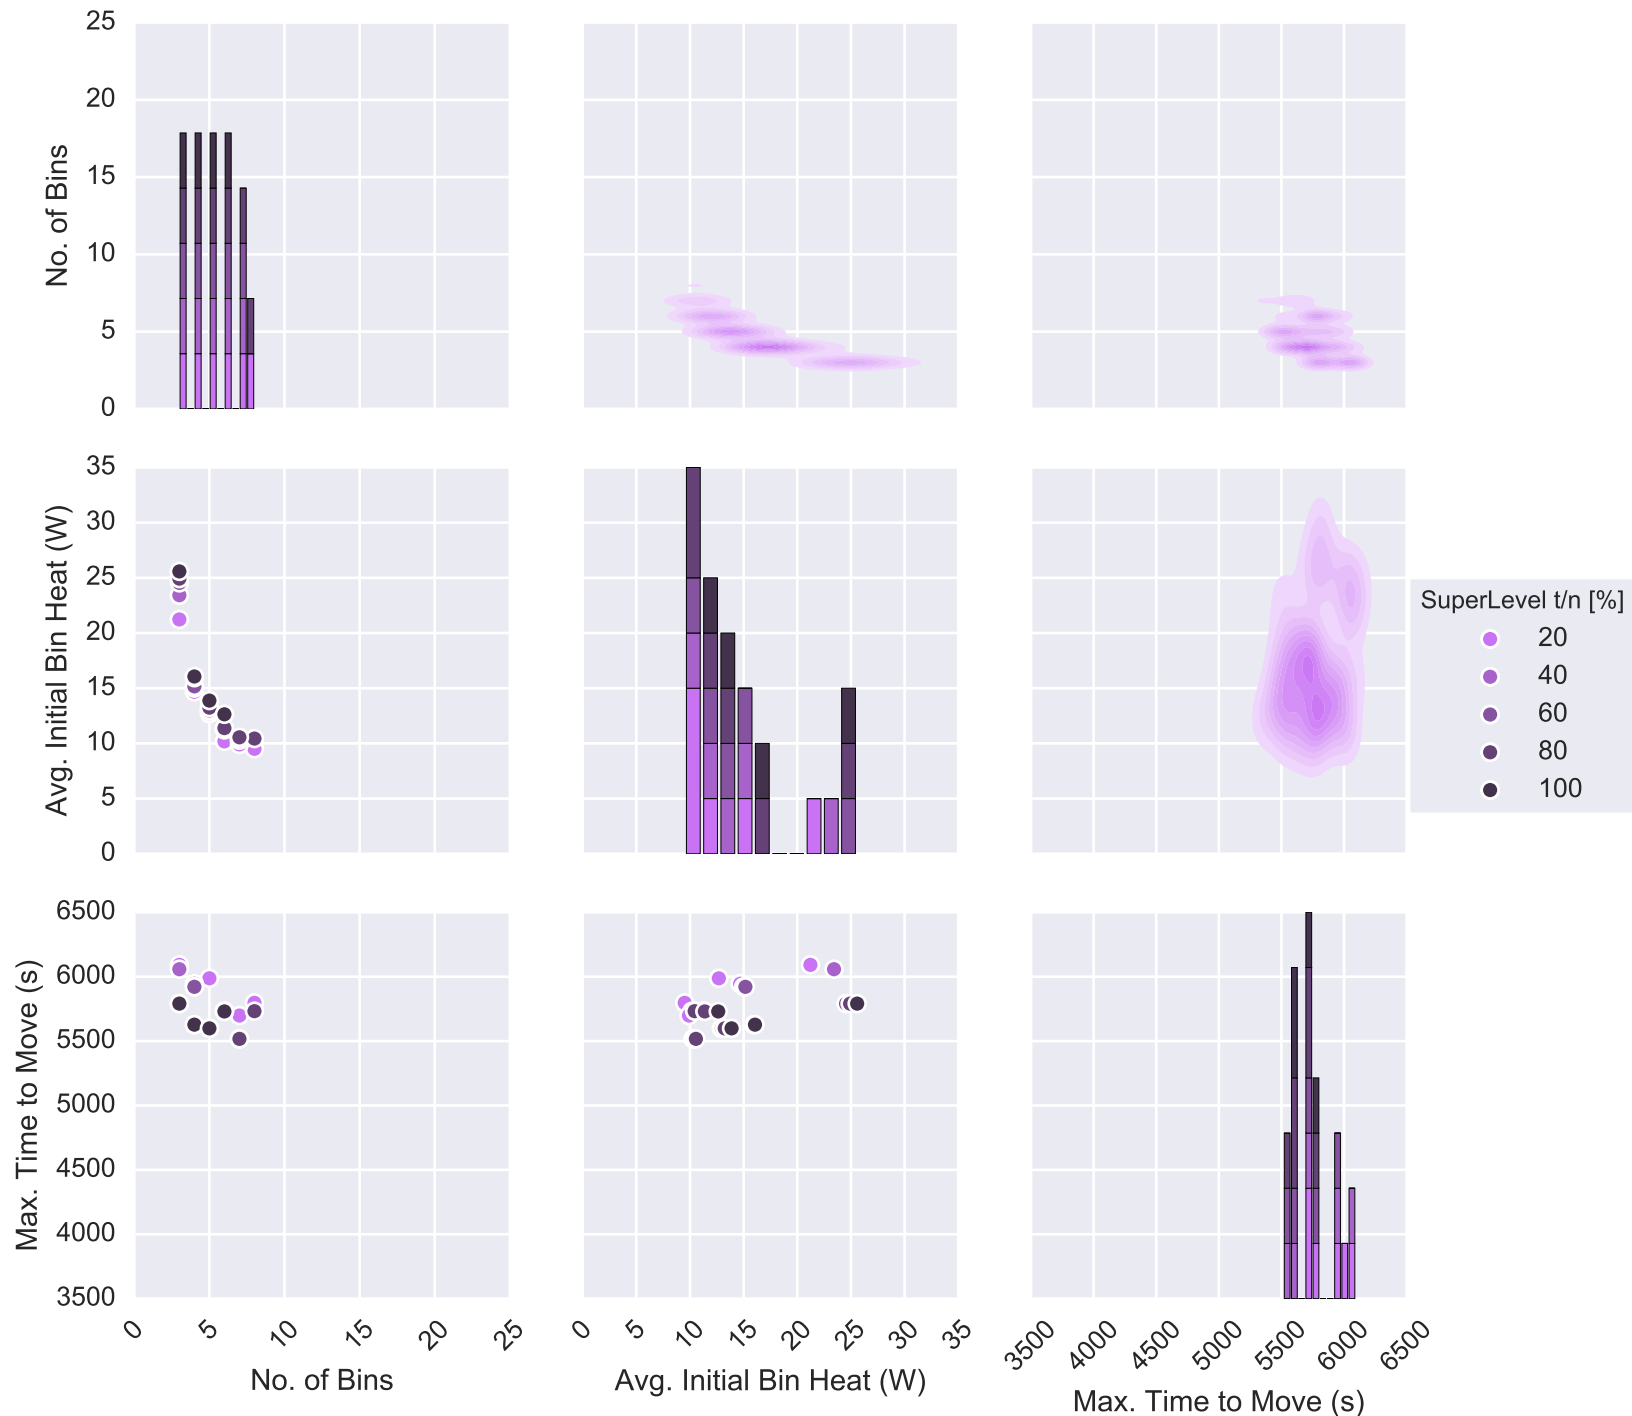 25
20
15
10
5
0
No. of Bins
35
30
25
20
15
10
5
0
Avg. Initial Bin Heat (W)
SuperLevel t/n [%]
20
40
60
80
100
6500
6000
5500
5000
4500
4000
3500
Max. Time to Move (s)
0 5 10 15 20 25
No. of Bins
0 5 10 15 20 25 30 35
Avg. Initial Bin Heat (W)
3500 4000 4500 5000 5500 6000 6500
Max. Time to Move (s)